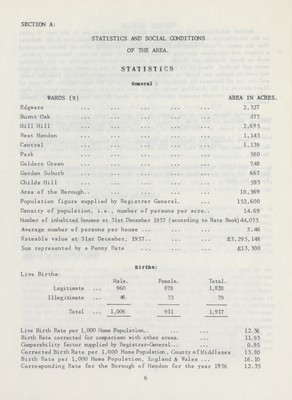 SECTION A:
STATISTICS AND SOCIAL CONDITIONS
OF THE AREA.
STATISTICS
General :
WARDS (9) AREA IN ACRES.
Edgware ... ... ... ... ... 2,327
Burnt Oak ... ... ... ... ... 477
Mill Hill ... ... ... ... ... 2,695
West Hendon ... ... ... ... ... 1,143
Central ... ... ... ... ... 1,139
Park ... ... ... ... ... 580
Golders Green ... ... ... ... ... 748
Garden Suburb ... ... ... ... ... 667
Childs Hill ... ... ... ... ... 593
Area of the Borough... ... ... ... ... 10,369
Population figure supplied by Registrar General. ... 152,600
Density of population, i.e., number of persons per acre.. 14.69
Number of inhabited houses at 31st December 1957 (according to Rate Book) 44,073
Average number of persons per house ... ... ... 3.46
Rateable value at 31st December, 1957.. ... ... £3,295,148
Sum represented by a Penny Rate ... ... ... £13,300
Births:
Live Births:
Male. Female. Total.
Legitimate ... 960 878 1,838
Illegitimate ... 46 33 79
Total ... 1,006 911 1,917
Live Birth Rate per 1,000 Home Population.. ... ... 12.56
Birth Rate corrected for comparison with other areas. ... 11.93
Comparability factor supplied by Registrar-General... ... 0.95
Corrected Birth Rate per 1,000 Home Population, County of Middlesex 13.80
Birth Rate per 1,000 Home Population, England & Wales ... 16.10
Corresponding Rate for the Borough of Hendon for the year 1956 12.35
6